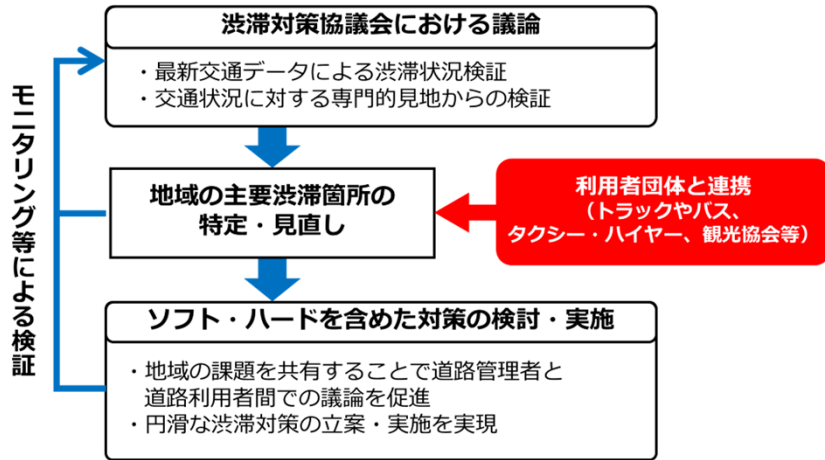 渋滞対策協議会における議論
・最新交通データによる渋滞状況検証
・交通状況に対する専門的見地からの検証
モニタリング等による検証
地域の主要渋滞箇所の
特定・見直し
利用者団体と連携
（トラックやバス、
タクシー・ハイヤー、観光協会等）
ソフト・ハードを含めた対策の検討・実施
・地域の課題を共有することで道路管理者と
道路利用者間での議論を促進
・円滑な渋滞対策の立案・実施を実現